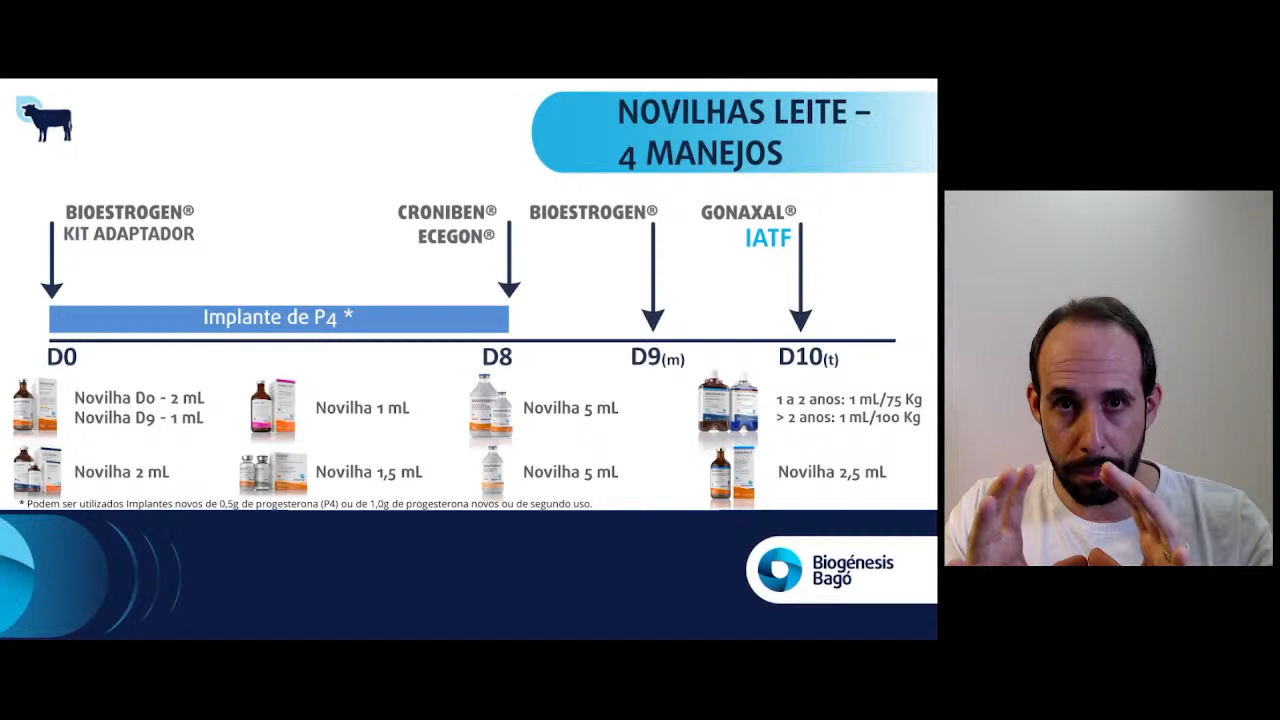 NOVILHAS LEITE –
4 MANEJOS
BIOESTROGEN®
KIT ADAPTADOR
CRONIBEN®
ECEGON®
BIOESTROGEN®
GONAXAL®
IATF
Implante de P4 *
D0
D8
D9(m)
D10(t)
Novilha D0 - 2 mL
Novilha D9 - 1 mL
Novilha 1 mL
Novilha 5 mL
1 a 2 anos: 1 mL/75 Kg
> 2 anos: 1 mL/100 Kg
Novilha 2 mL
Novilha 1,5 mL
Novilha 5 mL
Novilha 2,5 mL
* Podem ser utilizados Implantes novos de 0,5g de progesterona (P4) ou de 1,0g de progesterona novos ou de segundo uso.
Biogénesis
Bagó